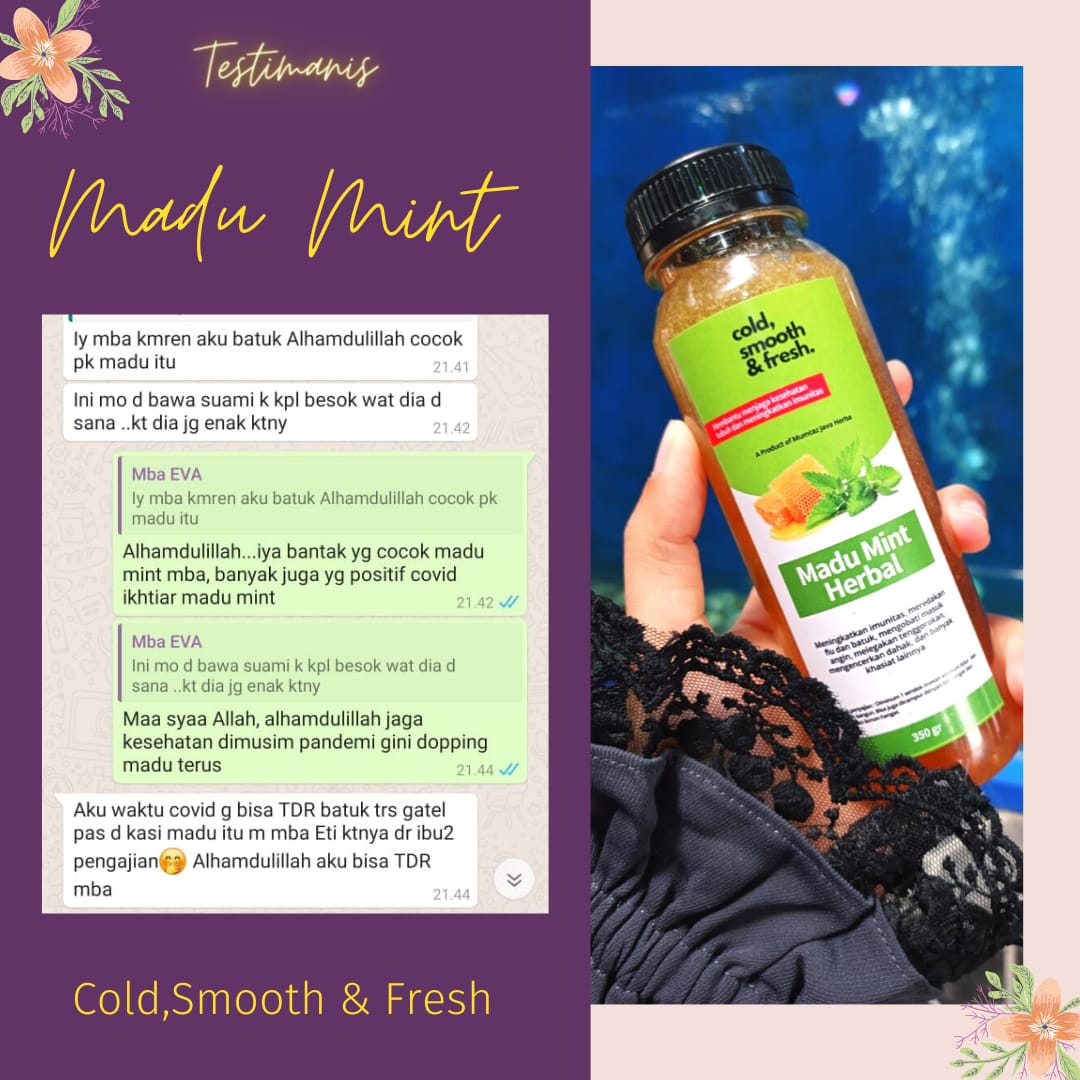 Testimanis
Madu Mint
Iy mba kmren aku batuk Alhamdulillah cocok
pk madu itu
21.41
Ini mo d bawa suami k kpl besok wat dia d
sana ..kt dia jg enak ktny
21.42
Mba EVA
Iy mba kmren aku batuk Alhamdulillah cocok pk
madu itu
Alhamdulillah...iya bantak yg cocok madu
mint mba, banyak juga yg positif covid
ikhtiar madu mint
21.42
Mba EVA
Ini mo d bawa suami k kpl besok wat dia d
sana ..kt dia jg enak ktny
Maa syaa Allah, alhamdulillah jaga
kesehatan dimusim pandemi gini dopping
madu terus
21.44
Aku waktu covid g bisa TDR batuk trs gatel
pas d kasi madu itu m mba Eti ktnya dr ibu2
pengajian🤭 Alhamdulillah aku bisa TDR
mba
21.44
Cold,Smooth & Fresh
cold,
smooth
& fresh.
Membantu menjaga kesehatan
tubuh dan meningkatkan imunitas
A Product of Mumtaz Java Herba
Madu Mint
Herbal
Meningkatkan imunitas, meredakan
flu dan batuk, mengobati masuk
angin, melegakan tenggorokan,
mengencerkan dahak, dan banyak
khasiat lainnya
350 gr